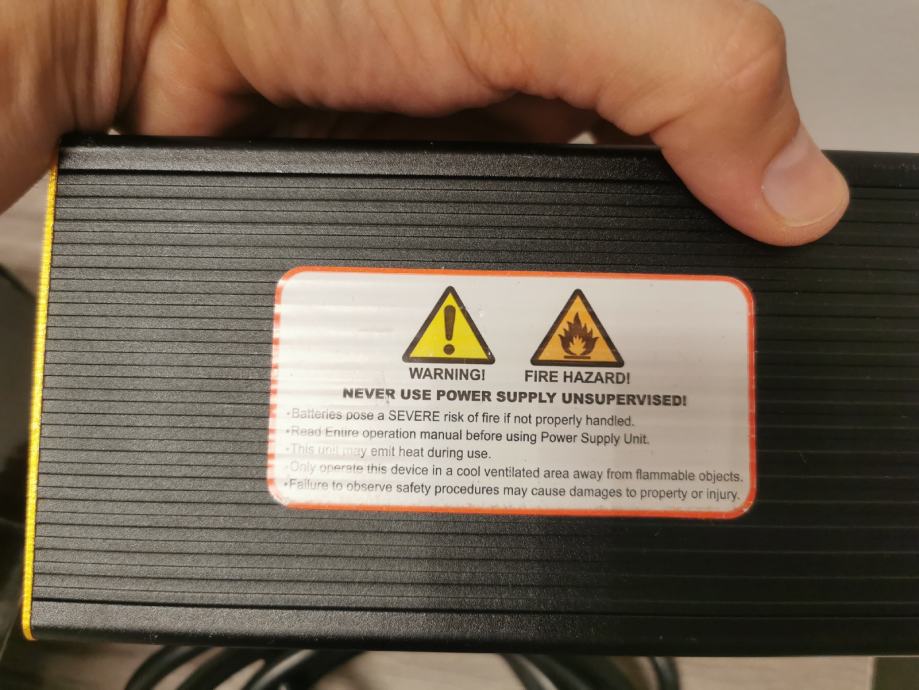 WARNING! FIRE HAZARD!
NEVER USE POWER SUPPLY UNSUPERVISED!
•Batteries pose a SEVERE risk of fire if not properly handled.
•Read Entire operation manual before using Power Supply Unit.
•This unit may emit heat during use.
•Only operate this device in a cool ventilated area away from flammable objects.
•Failure to observe safety procedures may cause damages to property or injury.